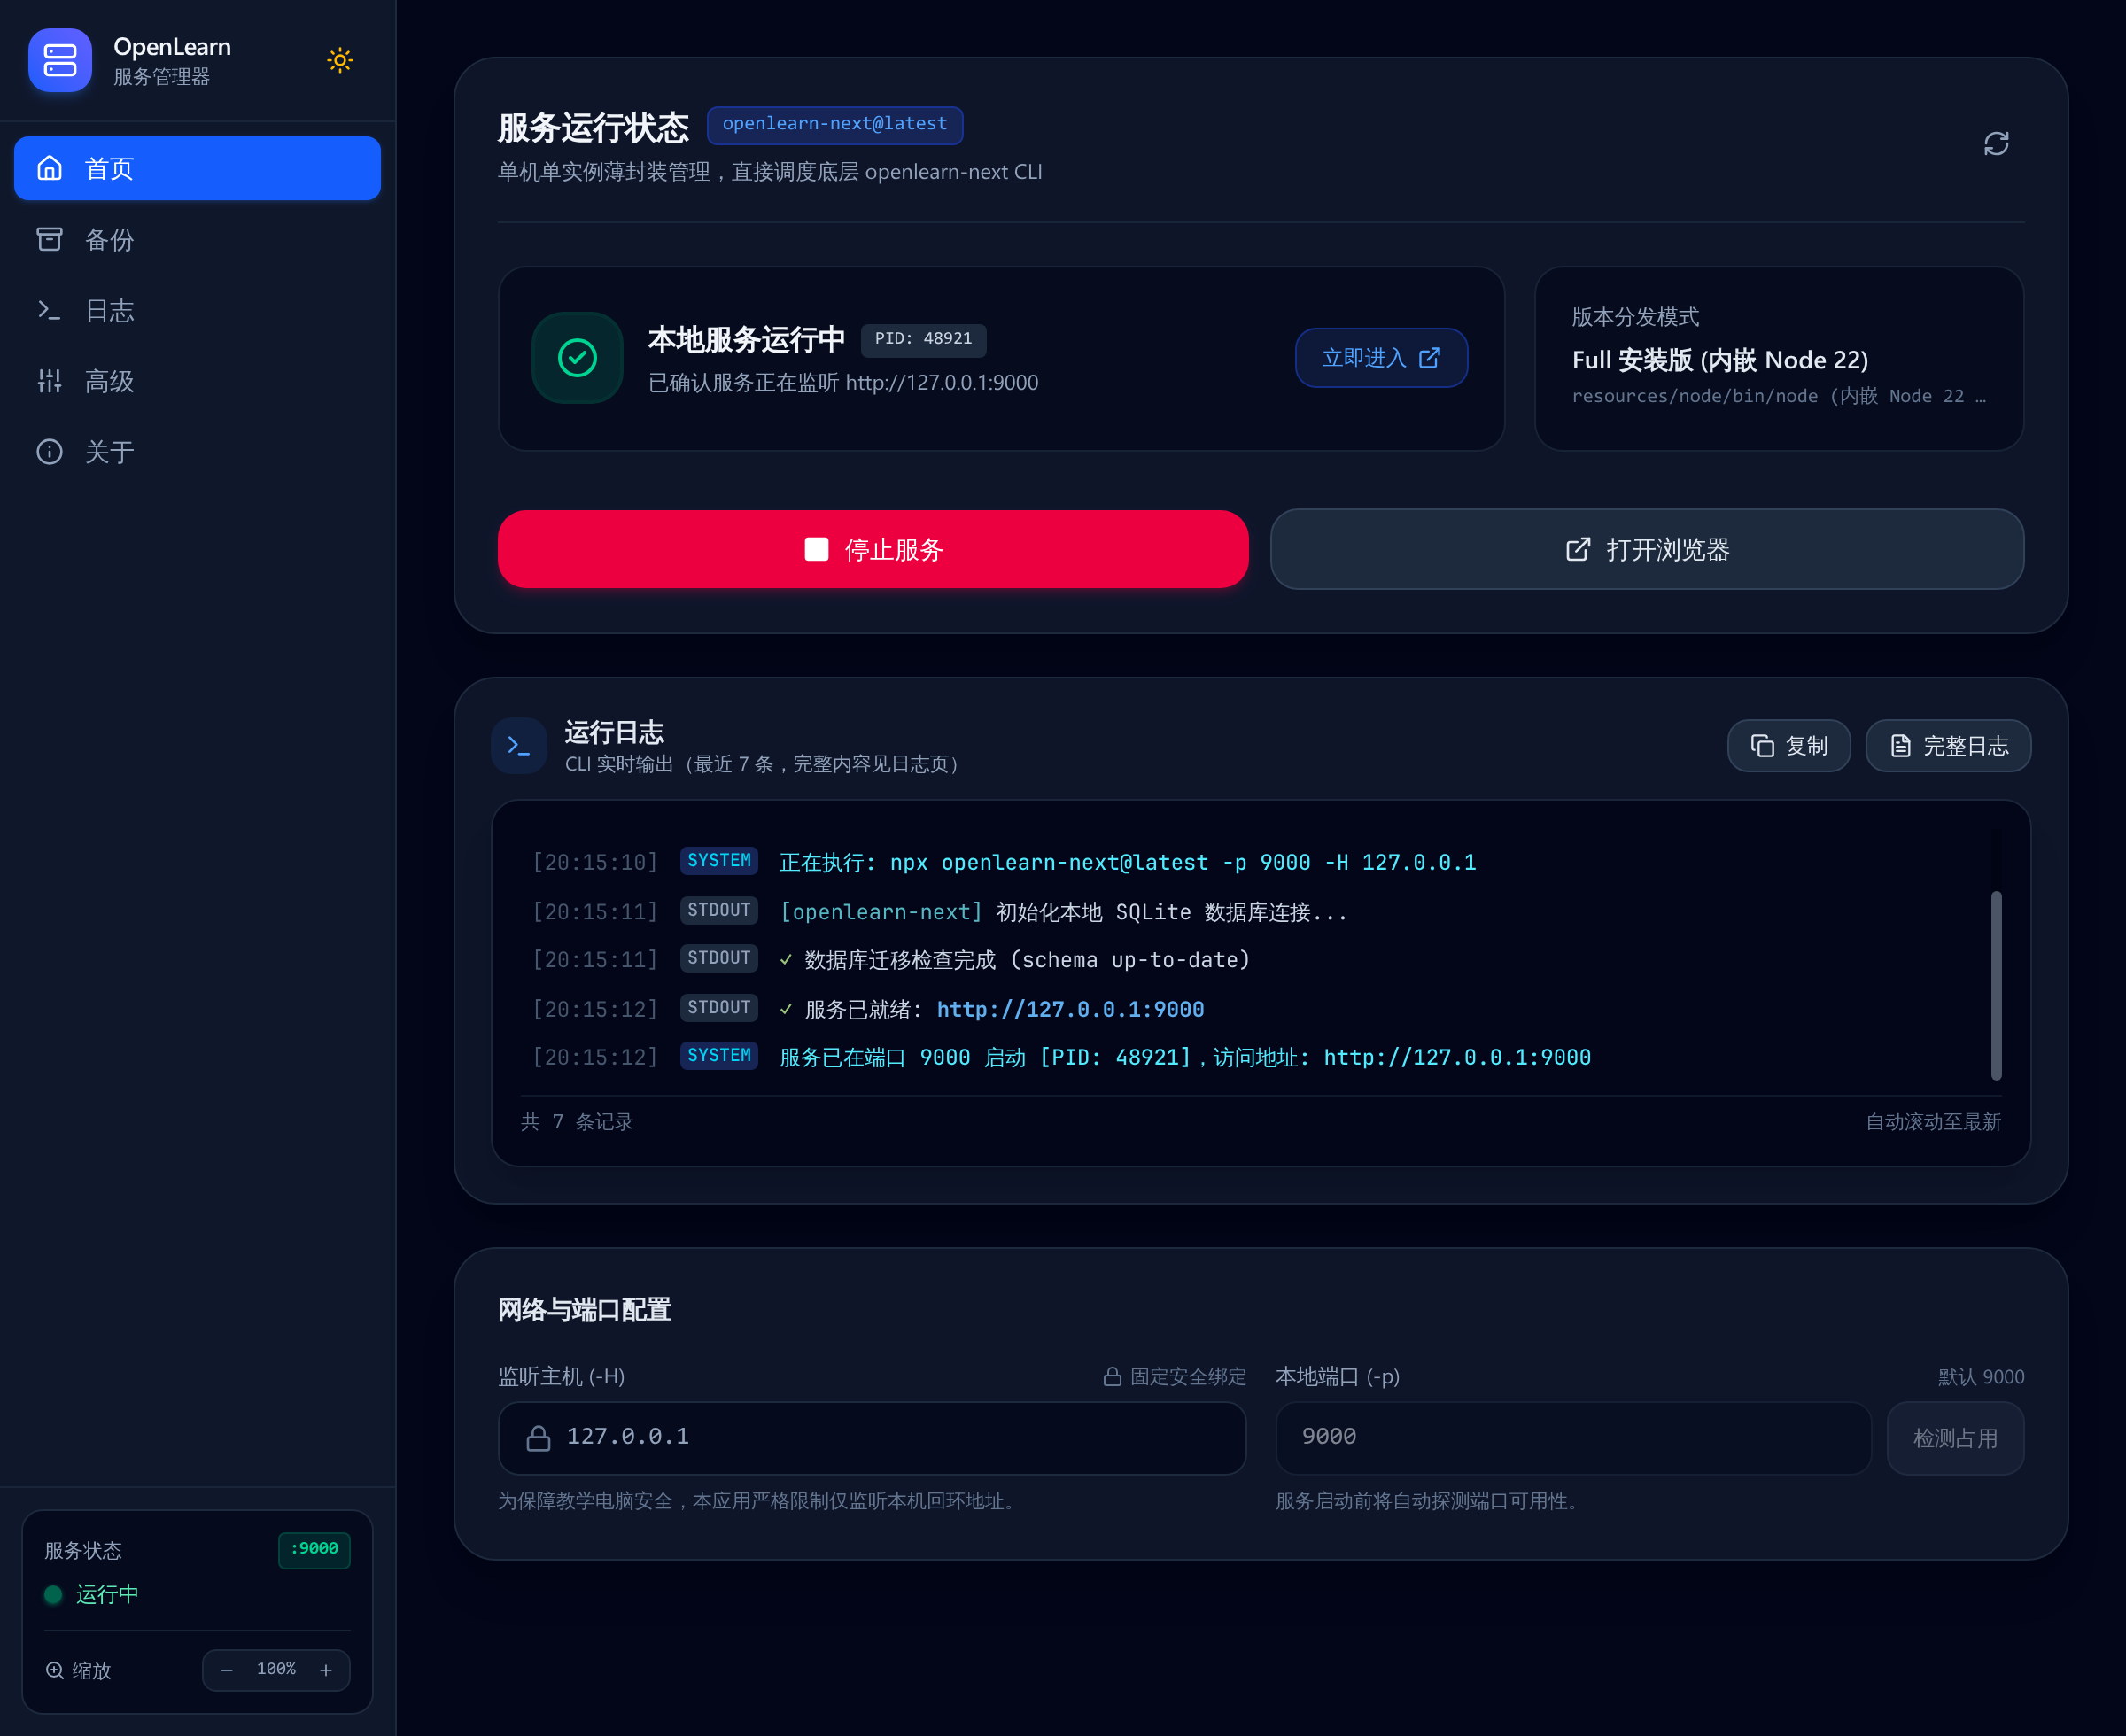 OpenLearn
服务管理器
首页
备份
日志
高级
关于
服务状态
:9000
运行中
缩放
− 100% +
服务运行状态 openlearn-next@latest
单机单实例薄封装管理，直接调度底层 openlearn-next CLI
本地服务运行中 PID: 48921
已确认服务正在监听 http://127.0.0.1:9000
立即进入
版本分发模式
Full 安装版 (内嵌 Node 22)
resources/node/bin/node (内嵌 Node 22 …
停止服务
打开浏览器
运行日志
CLI 实时输出（最近 7 条，完整内容见日志页）
复制
完整日志
[20:15:10] SYSTEM 正在执行: npx openlearn-next@latest -p 9000 -H 127.0.0.1
[20:15:11] STDOUT [openlearn-next] 初始化本地 SQLite 数据库连接...
[20:15:11] STDOUT ✓ 数据库迁移检查完成 (schema up-to-date)
[20:15:12] STDOUT ✓ 服务已就绪: http://127.0.0.1:9000
[20:15:12] SYSTEM 服务已在端口 9000 启动 [PID: 48921]，访问地址: http://127.0.0.1:9000
共 7 条记录
自动滚动至最新
网络与端口配置
监听主机 (-H)
固定安全绑定
127.0.0.1
为保障教学电脑安全，本应用严格限制仅监听本机回环地址。
本地端口 (-p)
默认 9000
9000
检测占用
服务启动前将自动探测端口可用性。